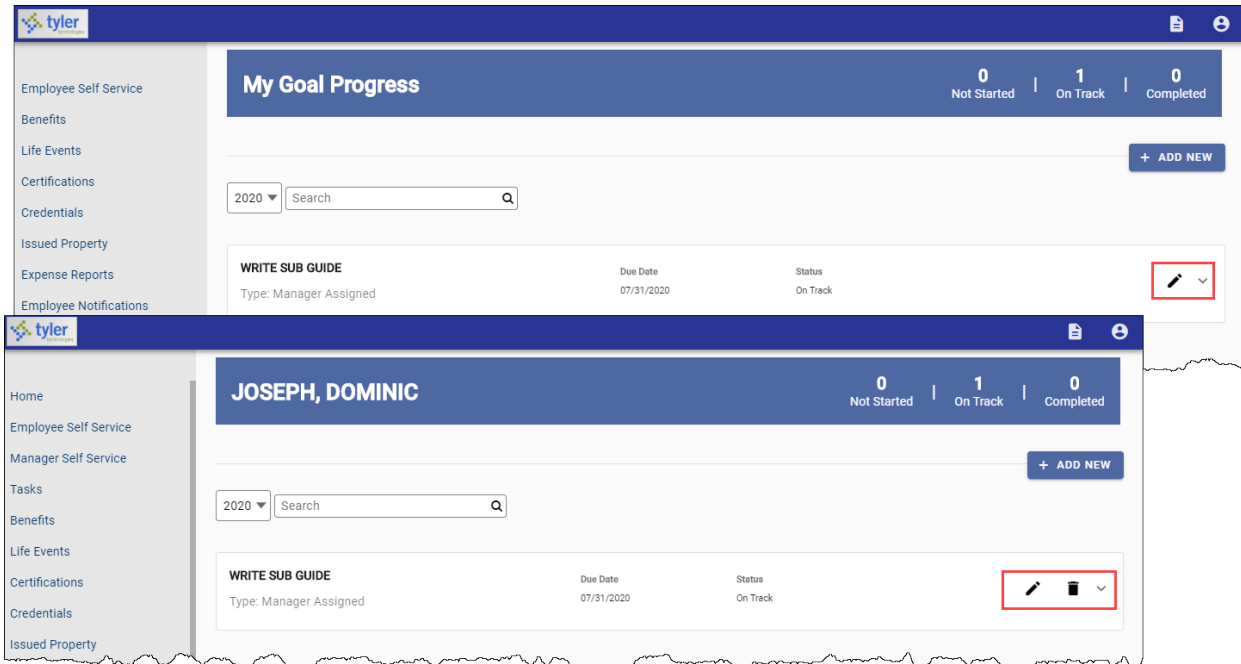 tyler
technologies
Employee Self Service
Benefits
Life Events
Certifications
Credentials
Issued Property
Expense Reports
Employee Notifications
My Goal Progress
0 | 1 | 0
Not Started On Track Completed
+ ADD NEW
2020 Search
WRITE SUB GUIDE
Type: Manager Assigned
Due Date
07/31/2020
Status
On Track
tyler
technologies
Home
Employee Self Service
Manager Self Service
Tasks
Benefits
Life Events
Certifications
Credentials
Issued Property
JOSEPH, DOMINIC
0 | 1 | 0
Not Started On Track Completed
+ ADD NEW
2020 Search
WRITE SUB GUIDE
Type: Manager Assigned
Due Date
07/31/2020
Status
On Track